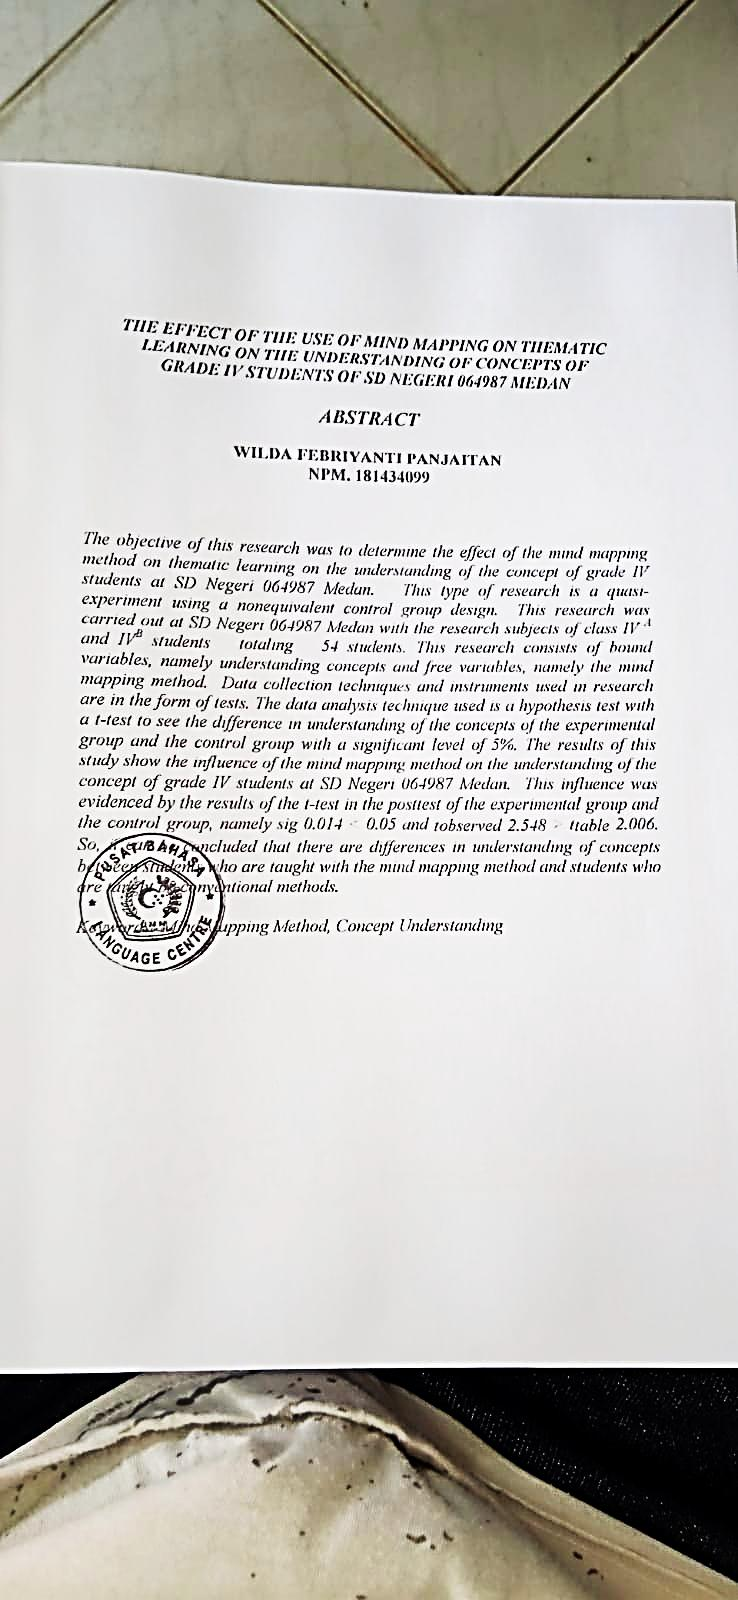 THE EFFECT OF THE USE OF MIND MAPPING ON THEMATIC
LEARNING ON THE UNDERSTANDING OF CONCEPTS OF
GRADE IV STUDENTS OF SD NEGERI 064987 MEDAN
ABSTRACT
WILDA FEBRIYANTI PANJAITAN
NPM. 181434099
The objective of this research was to determine the effect of the mind mapping
method on thematic learning on the understanding of the concept of grade IV
students at SD Negeri 064987 Medan. This type of research is a quasi-
experiment using a nonequivalent control group design. This research was
carried out at SD Negeri 064987 Medan with the research subjects of class IV A
and IVB students totaling 54 students. This research consists of bound
variables, namely understanding concepts and free variables, namely the mind
mapping method. Data collection techniques and instruments used in research
are in the form of tests. The data analysis technique used is a hypothesis test with
a t-test to see the difference in understanding of the concepts of the experimental
group and the control group with a significant level of 5%. The results of this
study show the influence of the mind mapping method on the understanding of the
concept of grade IV students at SD Negeri 064987 Medan. This influence was
evidenced by the results of the t-test in the posttest of the experimental group and
the control group, namely sig 0.014 < 0.05 and tobserved 2.548 > ttable 2.006.
So, concluded that there are differences in understanding of concepts
between students who are taught with the mind mapping method and students who
are conventional methods.
Keywords: Mind Mapping Method, Concept Understanding
PUSAT BAHASA
LANGUAGE CENTRE